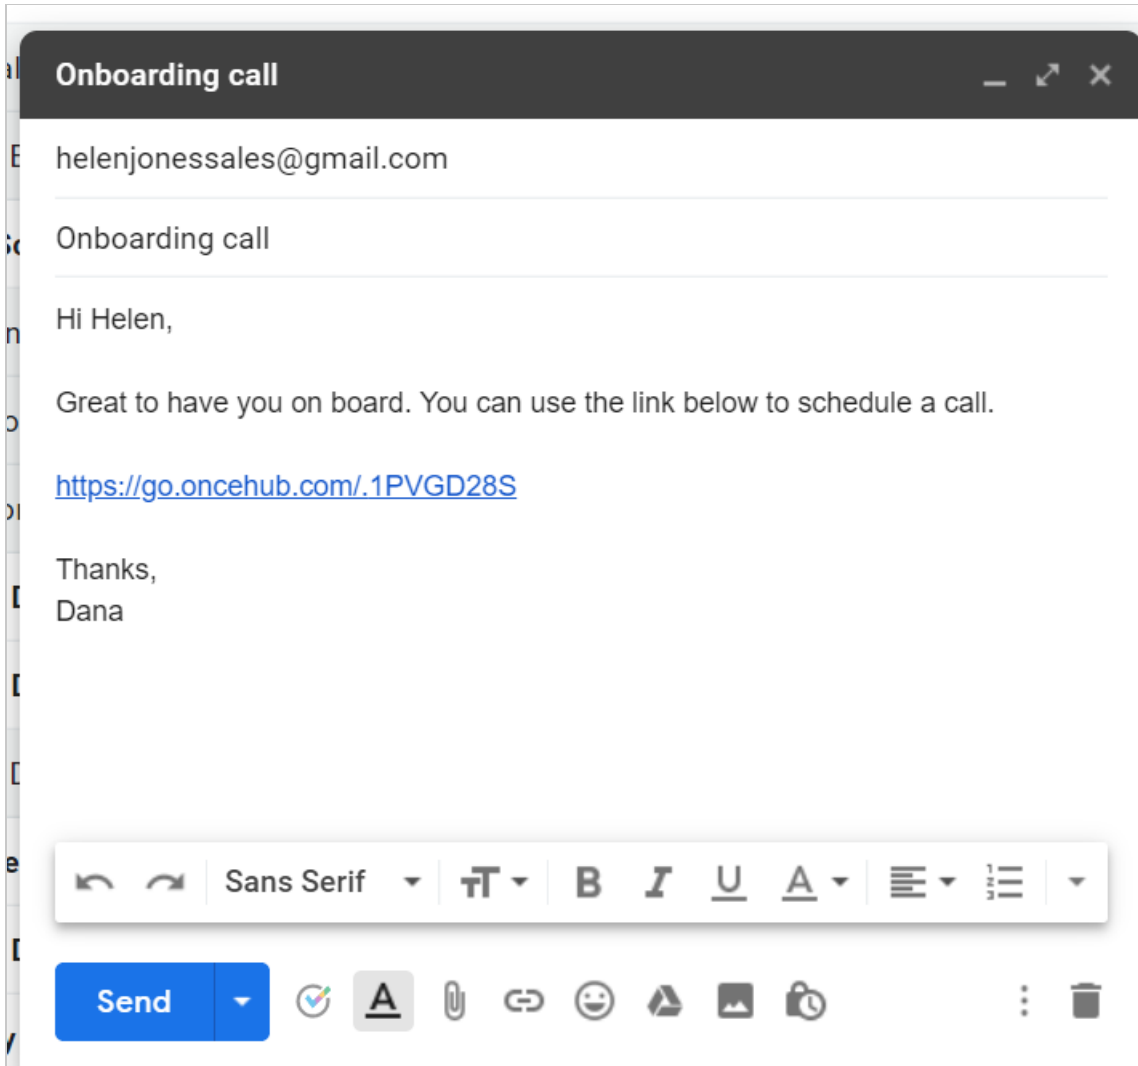 Onboarding call
helenjonessales@gmail.com
Onboarding call
Hi Helen,
Great to have you on board. You can use the link below to schedule a call.
https://go.oncehub.com/.1PVGD28S
Thanks,
Dana
Sans Serif
Send